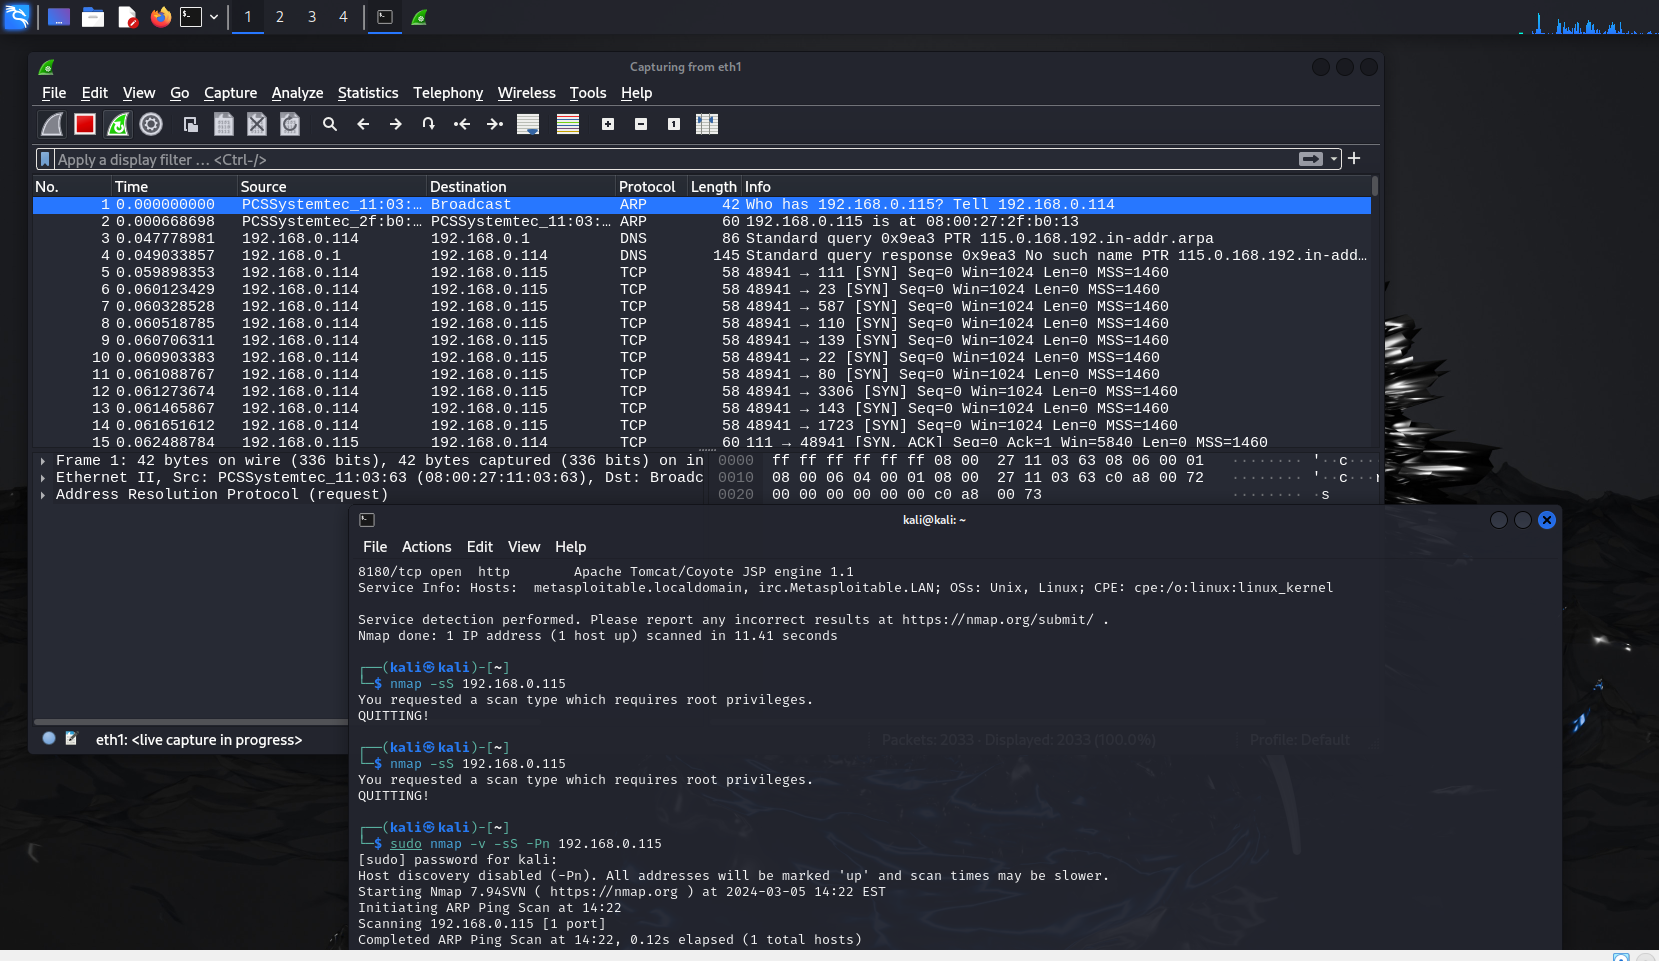 1 2 3 4
Capturing from eth1
File Edit View Go Capture Analyze Statistics Telephony Wireless Tools Help
Apply a display filter … <Ctrl-/>
No. Time Source Destination Protocol Length Info
1 0.000000000 PCSSystemtec_11:03:… Broadcast ARP 42 Who has 192.168.0.115? Tell 192.168.0.114
2 0.000668698 PCSSystemtec_2f:b0:… PCSSystemtec_11:03:… ARP 60 192.168.0.115 is at 08:00:27:2f:b0:13
3 0.047778981 192.168.0.114 192.168.0.1 DNS 86 Standard query 0x9ea3 PTR 115.0.168.192.in-addr.arpa
4 0.049033857 192.168.0.1 192.168.0.114 DNS 145 Standard query response 0x9ea3 No such name PTR 115.0.168.192.in-add…
5 0.059898353 192.168.0.114 192.168.0.115 TCP 58 48941 → 111 [SYN] Seq=0 Win=1024 Len=0 MSS=1460
6 0.060123429 192.168.0.114 192.168.0.115 TCP 58 48941 → 23 [SYN] Seq=0 Win=1024 Len=0 MSS=1460
7 0.060328528 192.168.0.114 192.168.0.115 TCP 58 48941 → 587 [SYN] Seq=0 Win=1024 Len=0 MSS=1460
8 0.060518785 192.168.0.114 192.168.0.115 TCP 58 48941 → 110 [SYN] Seq=0 Win=1024 Len=0 MSS=1460
9 0.060706311 192.168.0.114 192.168.0.115 TCP 58 48941 → 139 [SYN] Seq=0 Win=1024 Len=0 MSS=1460
10 0.060903383 192.168.0.114 192.168.0.115 TCP 58 48941 → 22 [SYN] Seq=0 Win=1024 Len=0 MSS=1460
11 0.061088767 192.168.0.114 192.168.0.115 TCP 58 48941 → 80 [SYN] Seq=0 Win=1024 Len=0 MSS=1460
12 0.061273674 192.168.0.114 192.168.0.115 TCP 58 48941 → 3306 [SYN] Seq=0 Win=1024 Len=0 MSS=1460
13 0.061465867 192.168.0.114 192.168.0.115 TCP 58 48941 → 143 [SYN] Seq=0 Win=1024 Len=0 MSS=1460
14 0.061651612 192.168.0.114 192.168.0.115 TCP 58 48941 → 1723 [SYN] Seq=0 Win=1024 Len=0 MSS=1460
15 0.062488784 192.168.0.115 192.168.0.114 TCP 60 111 → 48941 [SYN, ACK] Seq=0 Ack=1 Win=5840 Len=0 MSS=1460
Frame 1: 42 bytes on wire (336 bits), 42 bytes captured (336 bits) on in
Ethernet II, Src: PCSSystemtec_11:03:63 (08:00:27:11:03:63), Dst: Broadc
Address Resolution Protocol (request)
0000 ff ff ff ff ff ff 08 00 27 11 03 63 08 06 00 01 ········ '··c····
0010 08 00 06 04 00 01 08 00 27 11 03 63 c0 a8 00 72 ········ '··c···r
0020 00 00 00 00 00 00 c0 a8 00 73 ········ ·s
eth1: <live capture in progress>
Packets: 2033 · Displayed: 2033 (100.0%)
Profile: Default
kali@kali: ~
File Actions Edit View Help
8180/tcp open http Apache Tomcat/Coyote JSP engine 1.1
Service Info: Hosts: metasploitable.localdomain, irc.Metasploitable.LAN; OSs: Unix, Linux; CPE: cpe:/o:linux:linux_kernel
Service detection performed. Please report any incorrect results at https://nmap.org/submit/ .
Nmap done: 1 IP address (1 host up) scanned in 11.41 seconds
┌──(kali㉿kali)-[~]
└─$ nmap -sS 192.168.0.115
You requested a scan type which requires root privileges.
QUITTING!
┌──(kali㉿kali)-[~]
└─$ nmap -sS 192.168.0.115
You requested a scan type which requires root privileges.
QUITTING!
┌──(kali㉿kali)-[~]
└─$ sudo nmap -v -sS -Pn 192.168.0.115
[sudo] password for kali:
Host discovery disabled (-Pn). All addresses will be marked 'up' and scan times may be slower.
Starting Nmap 7.94SVN ( https://nmap.org ) at 2024-03-05 14:22 EST
Initiating ARP Ping Scan at 14:22
Scanning 192.168.0.115 [1 port]
Completed ARP Ping Scan at 14:22, 0.12s elapsed (1 total hosts)